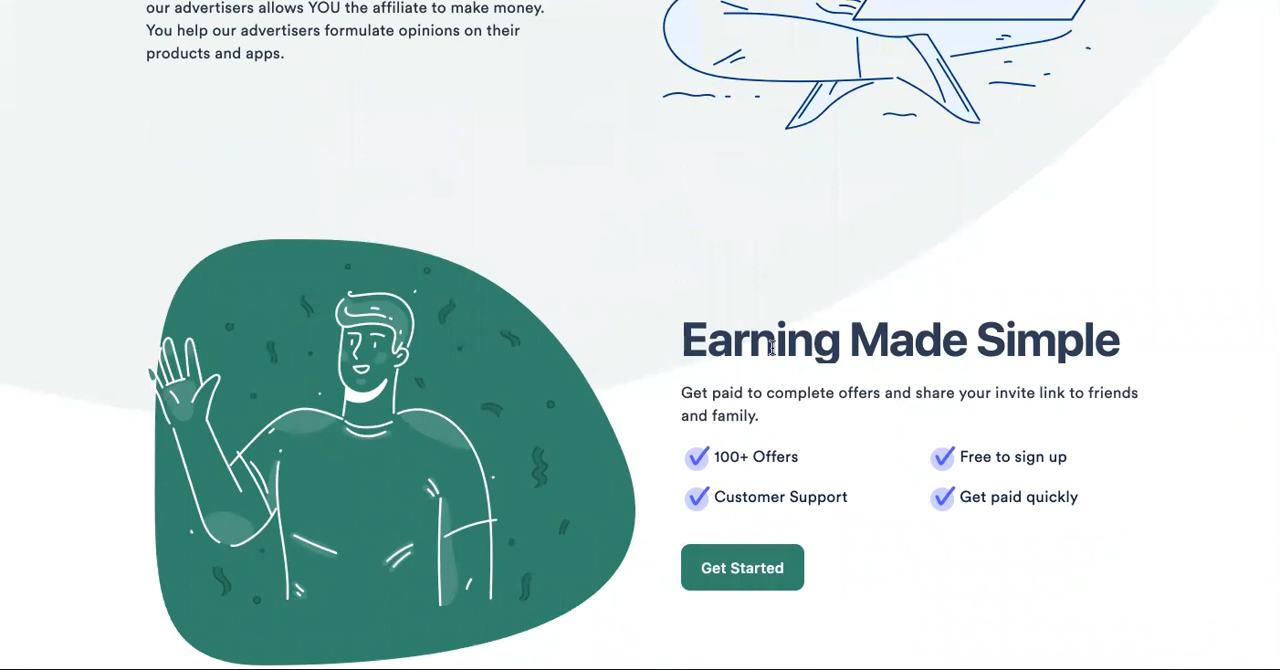 our advertisers allows YOU the affiliate to make money.
You help our advertisers formulate opinions on their
products and apps.
Earning Made Simple
Get paid to complete offers and share your invite link to friends
and family.
100+ Offers
Free to sign up
Customer Support
Get paid quickly
Get Started